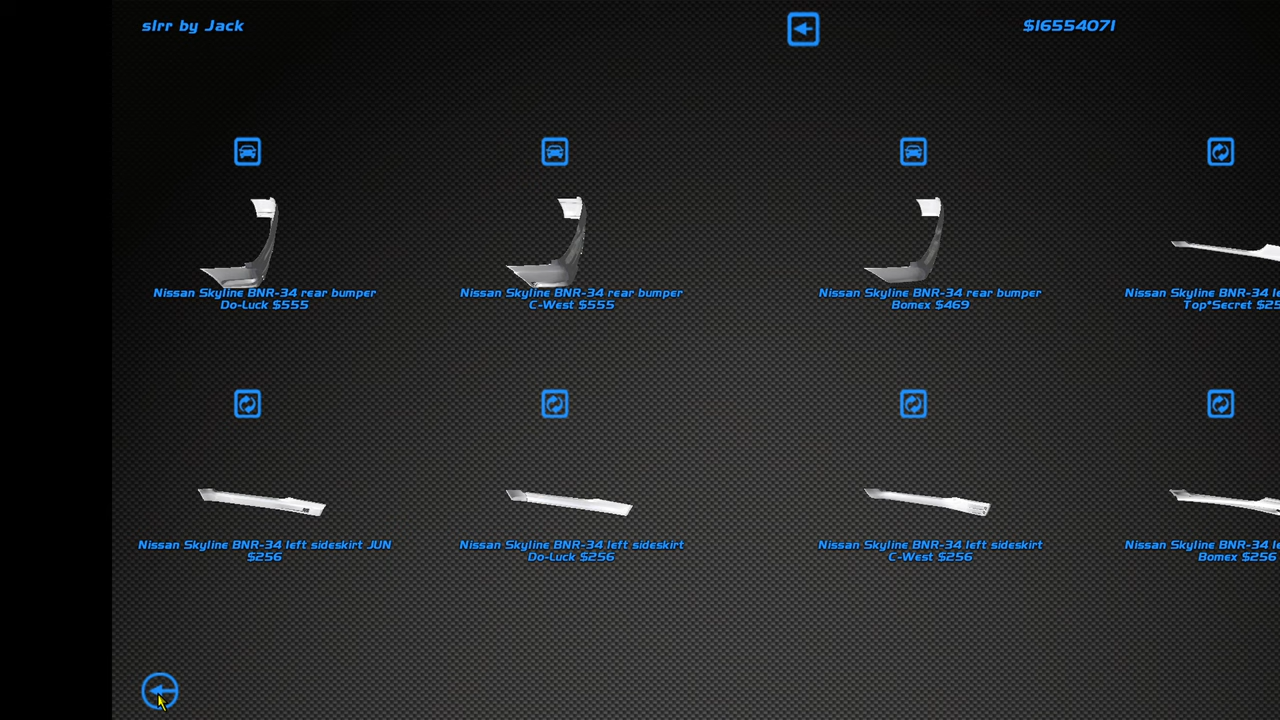 slrr by Jack
$16554071
Nissan Skyline BNR-34 rear bumper
Do-Luck $555
Nissan Skyline BNR-34 rear bumper
C-West $555
Nissan Skyline BNR-34 rear bumper
Bomex $469
Nissan Skyline BNR-34 le
Top*Secret $25
Nissan Skyline BNR-34 left sideskirt JUN
$256
Nissan Skyline BNR-34 left sideskirt
Do-Luck $256
Nissan Skyline BNR-34 left sideskirt
C-West $256
Nissan Skyline BNR-34 le
Bomex $256